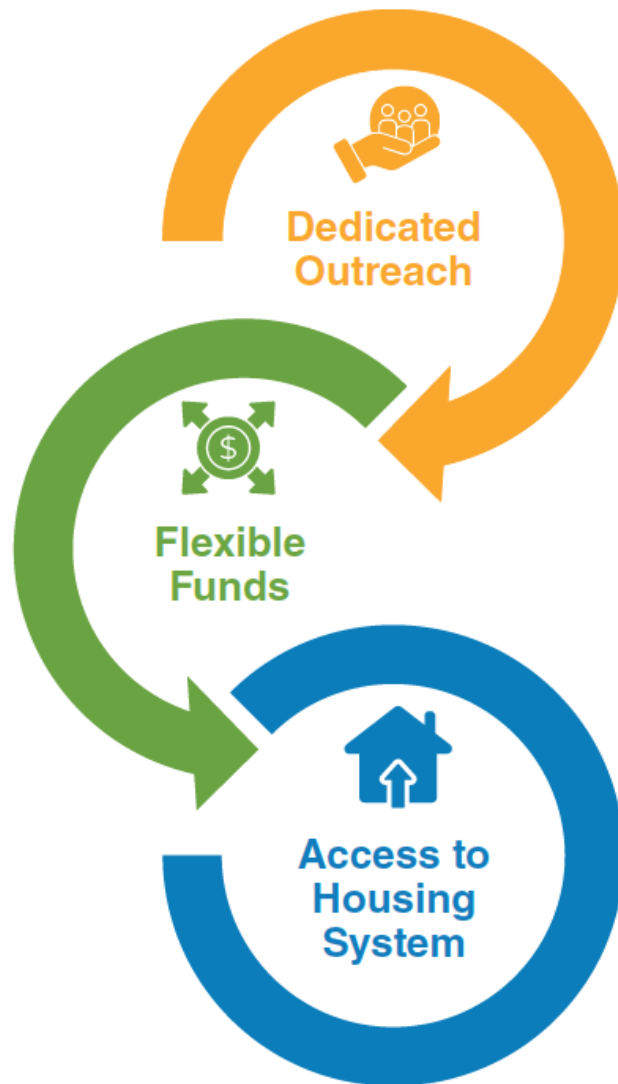 Dedicated
Outreach
$
Flexible
Funds
Access to
Housing
System